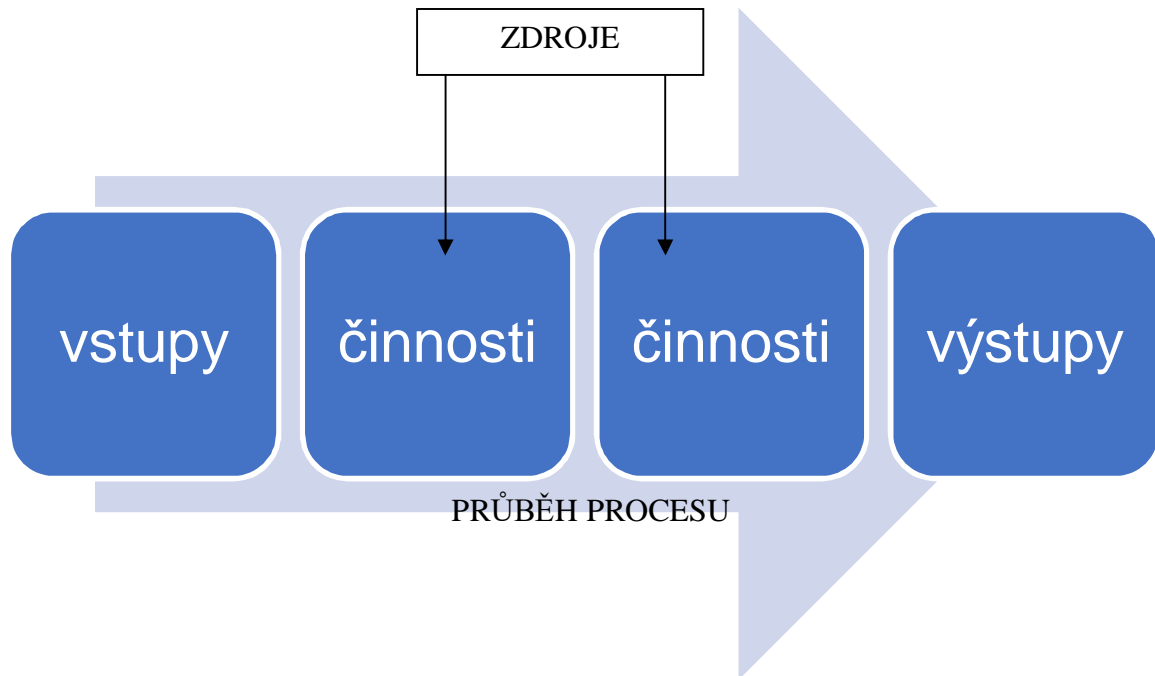 ZDROJE
vstupy
činnosti
činnosti
výstupy
PRŮBĚH PROCESU